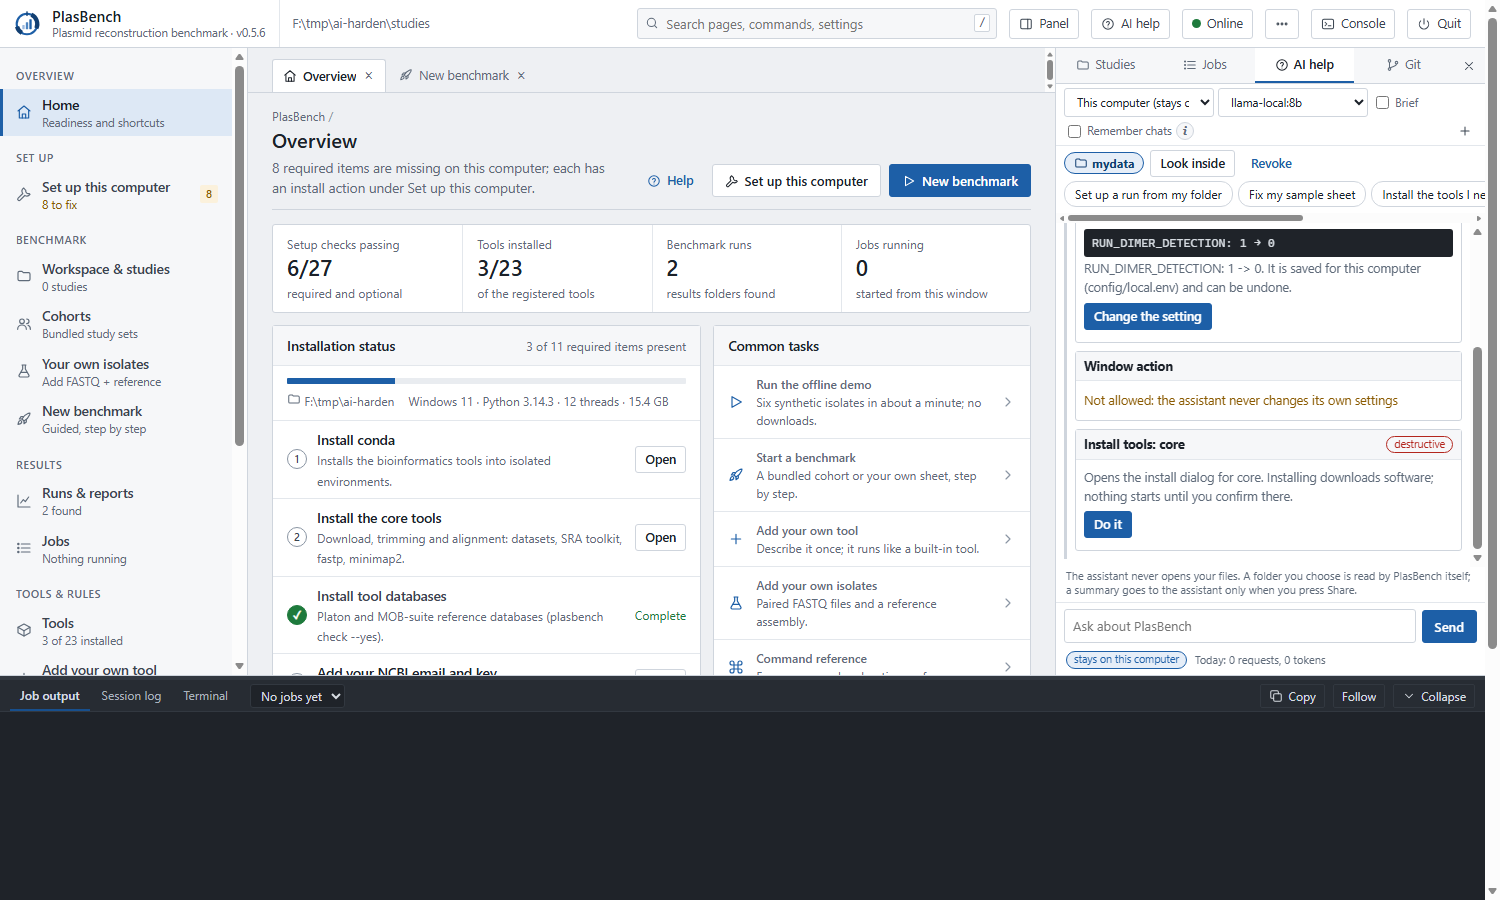 PlasBench
Plasmid reconstruction benchmark · v0.5.6
F:\tmp\ai-harden\studies
Search pages, commands, settings
/
Panel
AI help
Online
Console
Quit
OVERVIEW
Home
Readiness and shortcuts
SET UP
Set up this computer
8 to fix
8
BENCHMARK
Workspace & studies
0 studies
Cohorts
Bundled study sets
Your own isolates
Add FASTQ + reference
New benchmark
Guided, step by step
RESULTS
Runs & reports
2 found
Jobs
Nothing running
TOOLS & RULES
Tools
3 of 23 installed
Add your own tool
Overview
New benchmark
PlasBench /
Overview
8 required items are missing on this computer; each has
an install action under Set up this computer.
Help
Set up this computer
New benchmark
Setup checks passing
6/27
required and optional
Tools installed
3/23
of the registered tools
Benchmark runs
2
results folders found
Jobs running
0
started from this window
Installation status
3 of 11 required items present
F:\tmp\ai-harden
Windows 11 · Python 3.14.3 · 12 threads · 15.4 GB
1
Install conda
Installs the bioinformatics tools into isolated
environments.
Open
2
Install the core tools
Download, trimming and alignment: datasets, SRA toolkit,
fastp, minimap2.
Open
Install tool databases
Platon and MOB-suite reference databases (plasbench
check --yes).
Complete
Add your NCBI email and key
Common tasks
Run the offline demo
Six synthetic isolates in about a minute; no
downloads.
Start a benchmark
A bundled cohort or your own sheet, step
by step.
Add your own tool
Describe it once; it runs like a built-in tool.
Add your own isolates
Paired FASTQ files and a reference
assembly.
Command reference
Studies
Jobs
AI help
Git
This computer (stays c
llama-local:8b
Brief
Remember chats
i
mydata
Look inside
Revoke
Set up a run from my folder
Fix my sample sheet
Install the tools I ne
RUN_DIMER_DETECTION: 1 → 0
RUN_DIMER_DETECTION: 1 -> 0. It is saved for this computer
(config/local.env) and can be undone.
Change the setting
Window action
Not allowed: the assistant never changes its own settings
Install tools: core
destructive
Opens the install dialog for core. Installing downloads software;
nothing starts until you confirm there.
Do it
The assistant never opens your files. A folder you choose is read by PlasBench itself;
a summary goes to the assistant only when you press Share.
Ask about PlasBench
Send
stays on this computer
Today: 0 requests, 0 tokens
Job output
Session log
Terminal
No jobs yet
Copy
Follow
Collapse